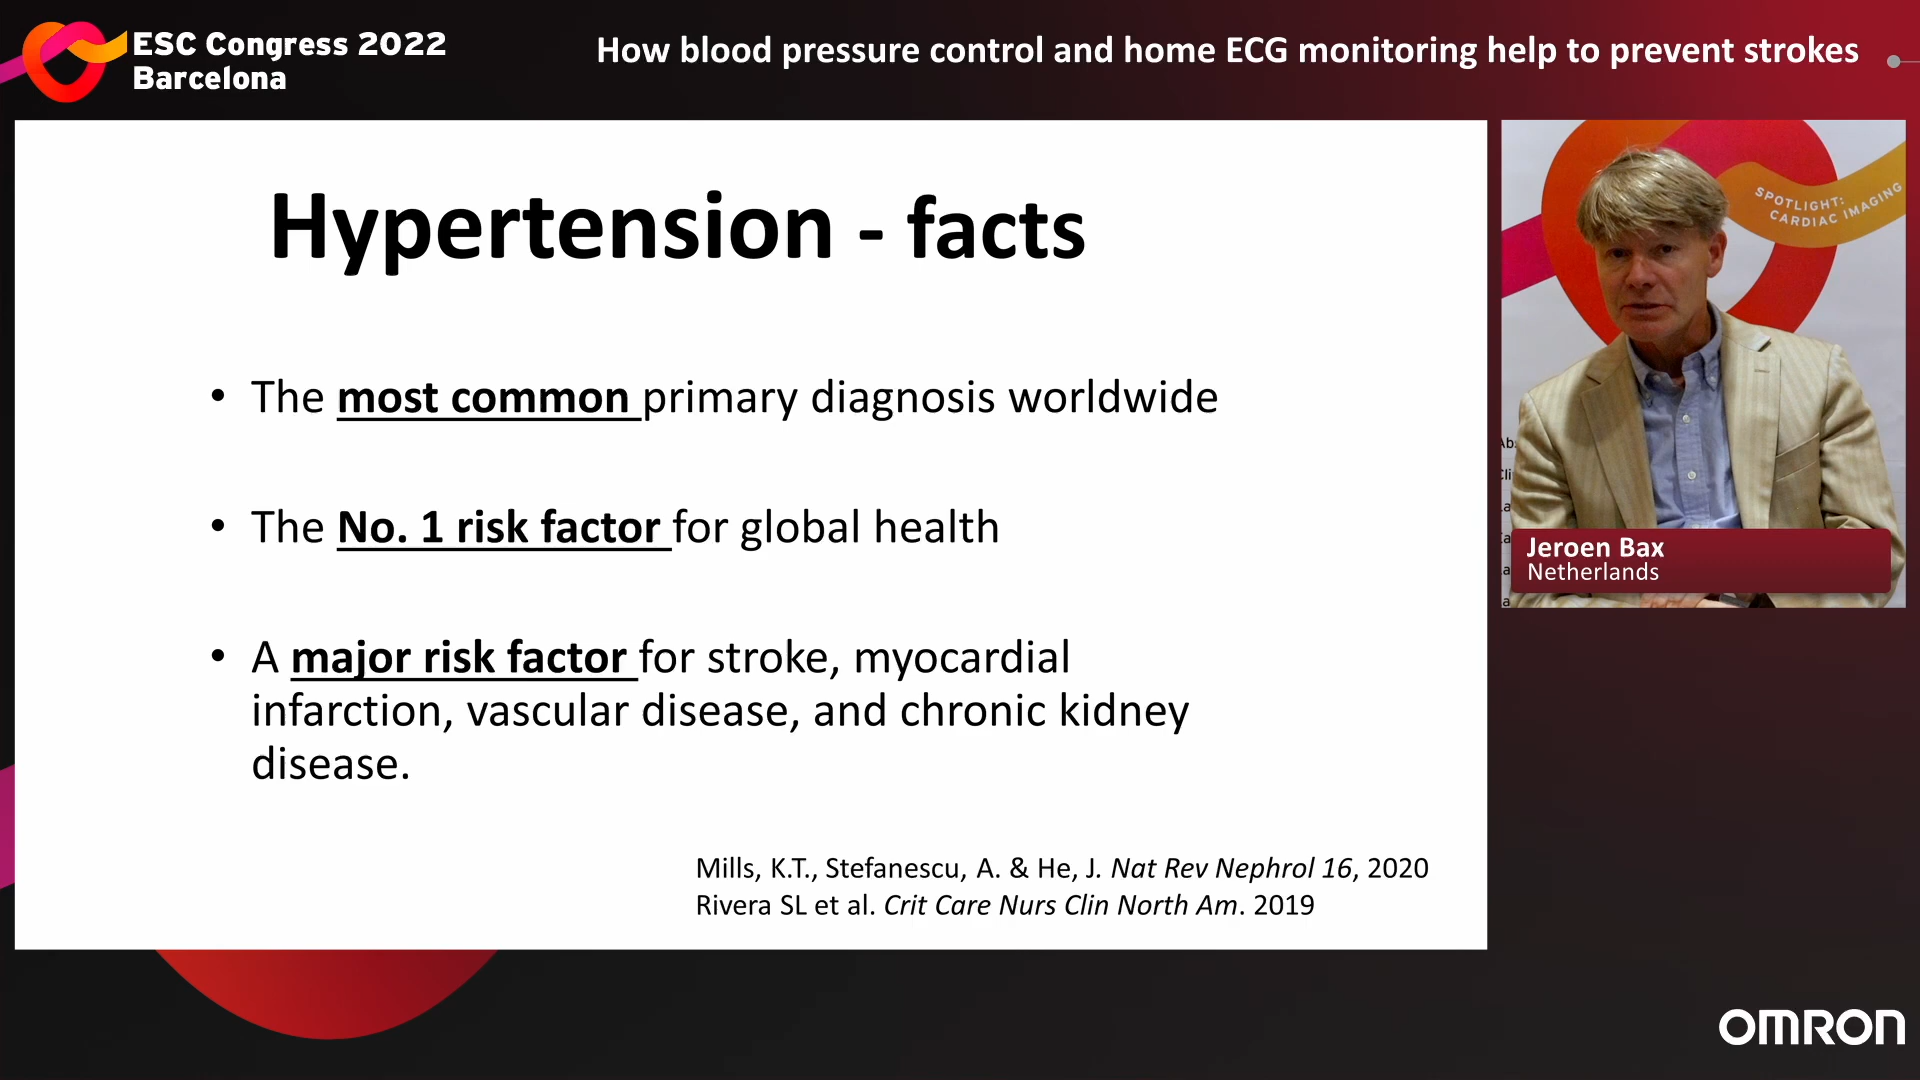 ESC Congress 2022
Barcelona
How blood pressure control and home ECG monitoring help to prevent strokes
Hypertension - facts
• The most common primary diagnosis worldwide
• The No. 1 risk factor for global health
• A major risk factor for stroke, myocardial
infarction, vascular disease, and chronic kidney
disease.
Mills, K.T., Stefanescu, A. & He, J. Nat Rev Nephrol 16, 2020
Rivera SL et al. Crit Care Nurs Clin North Am. 2019
SPOTLIGHT:
CARDIAC IMAGING
Jeroen Bax
Netherlands
OMRON